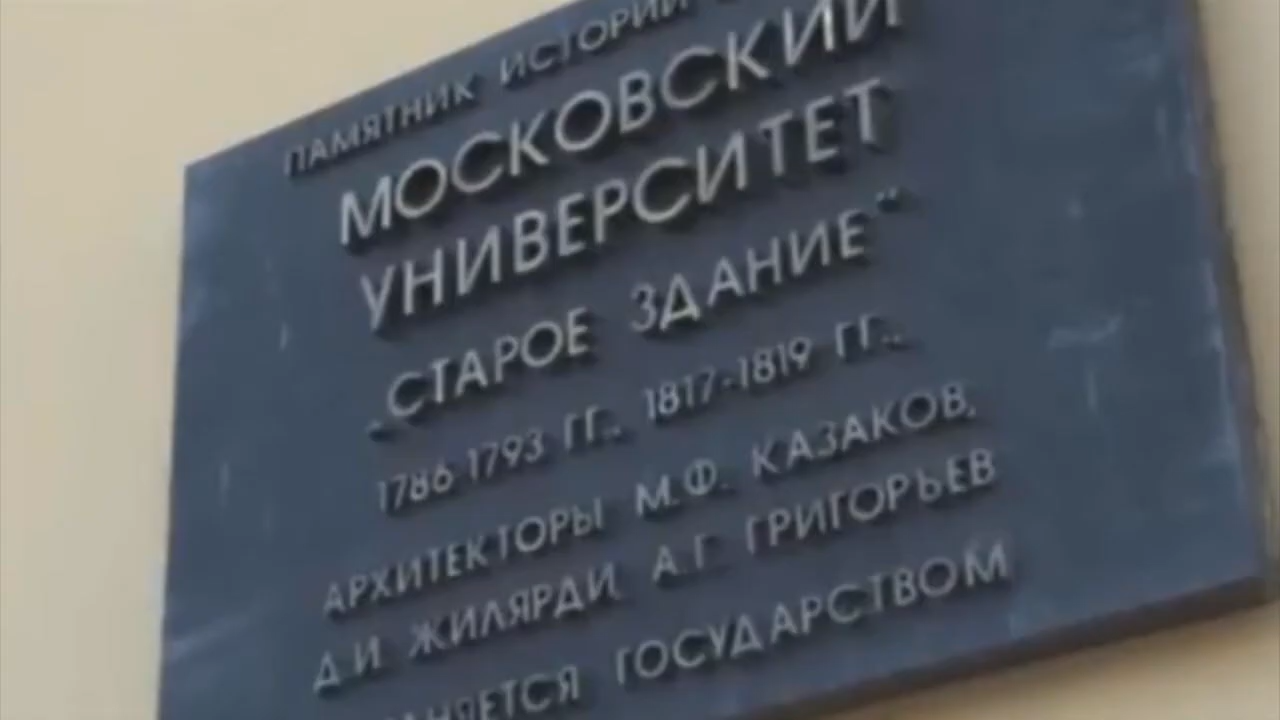 ПАМЯТНИК ИСТОРИИ
МОСКОВСКИЙ
УНИВЕРСИТЕТ
„СТАРОЕ ЗДАНИЕ“
1786-1793 ГГ., 1817-1819 ГГ.,
АРХИТЕКТОРЫ М.Ф. КАЗАКОВ,
Д.И. ЖИЛЯРДИ, А.Г. ГРИГОРЬЕВ
ГОСУДАРСТВОМ